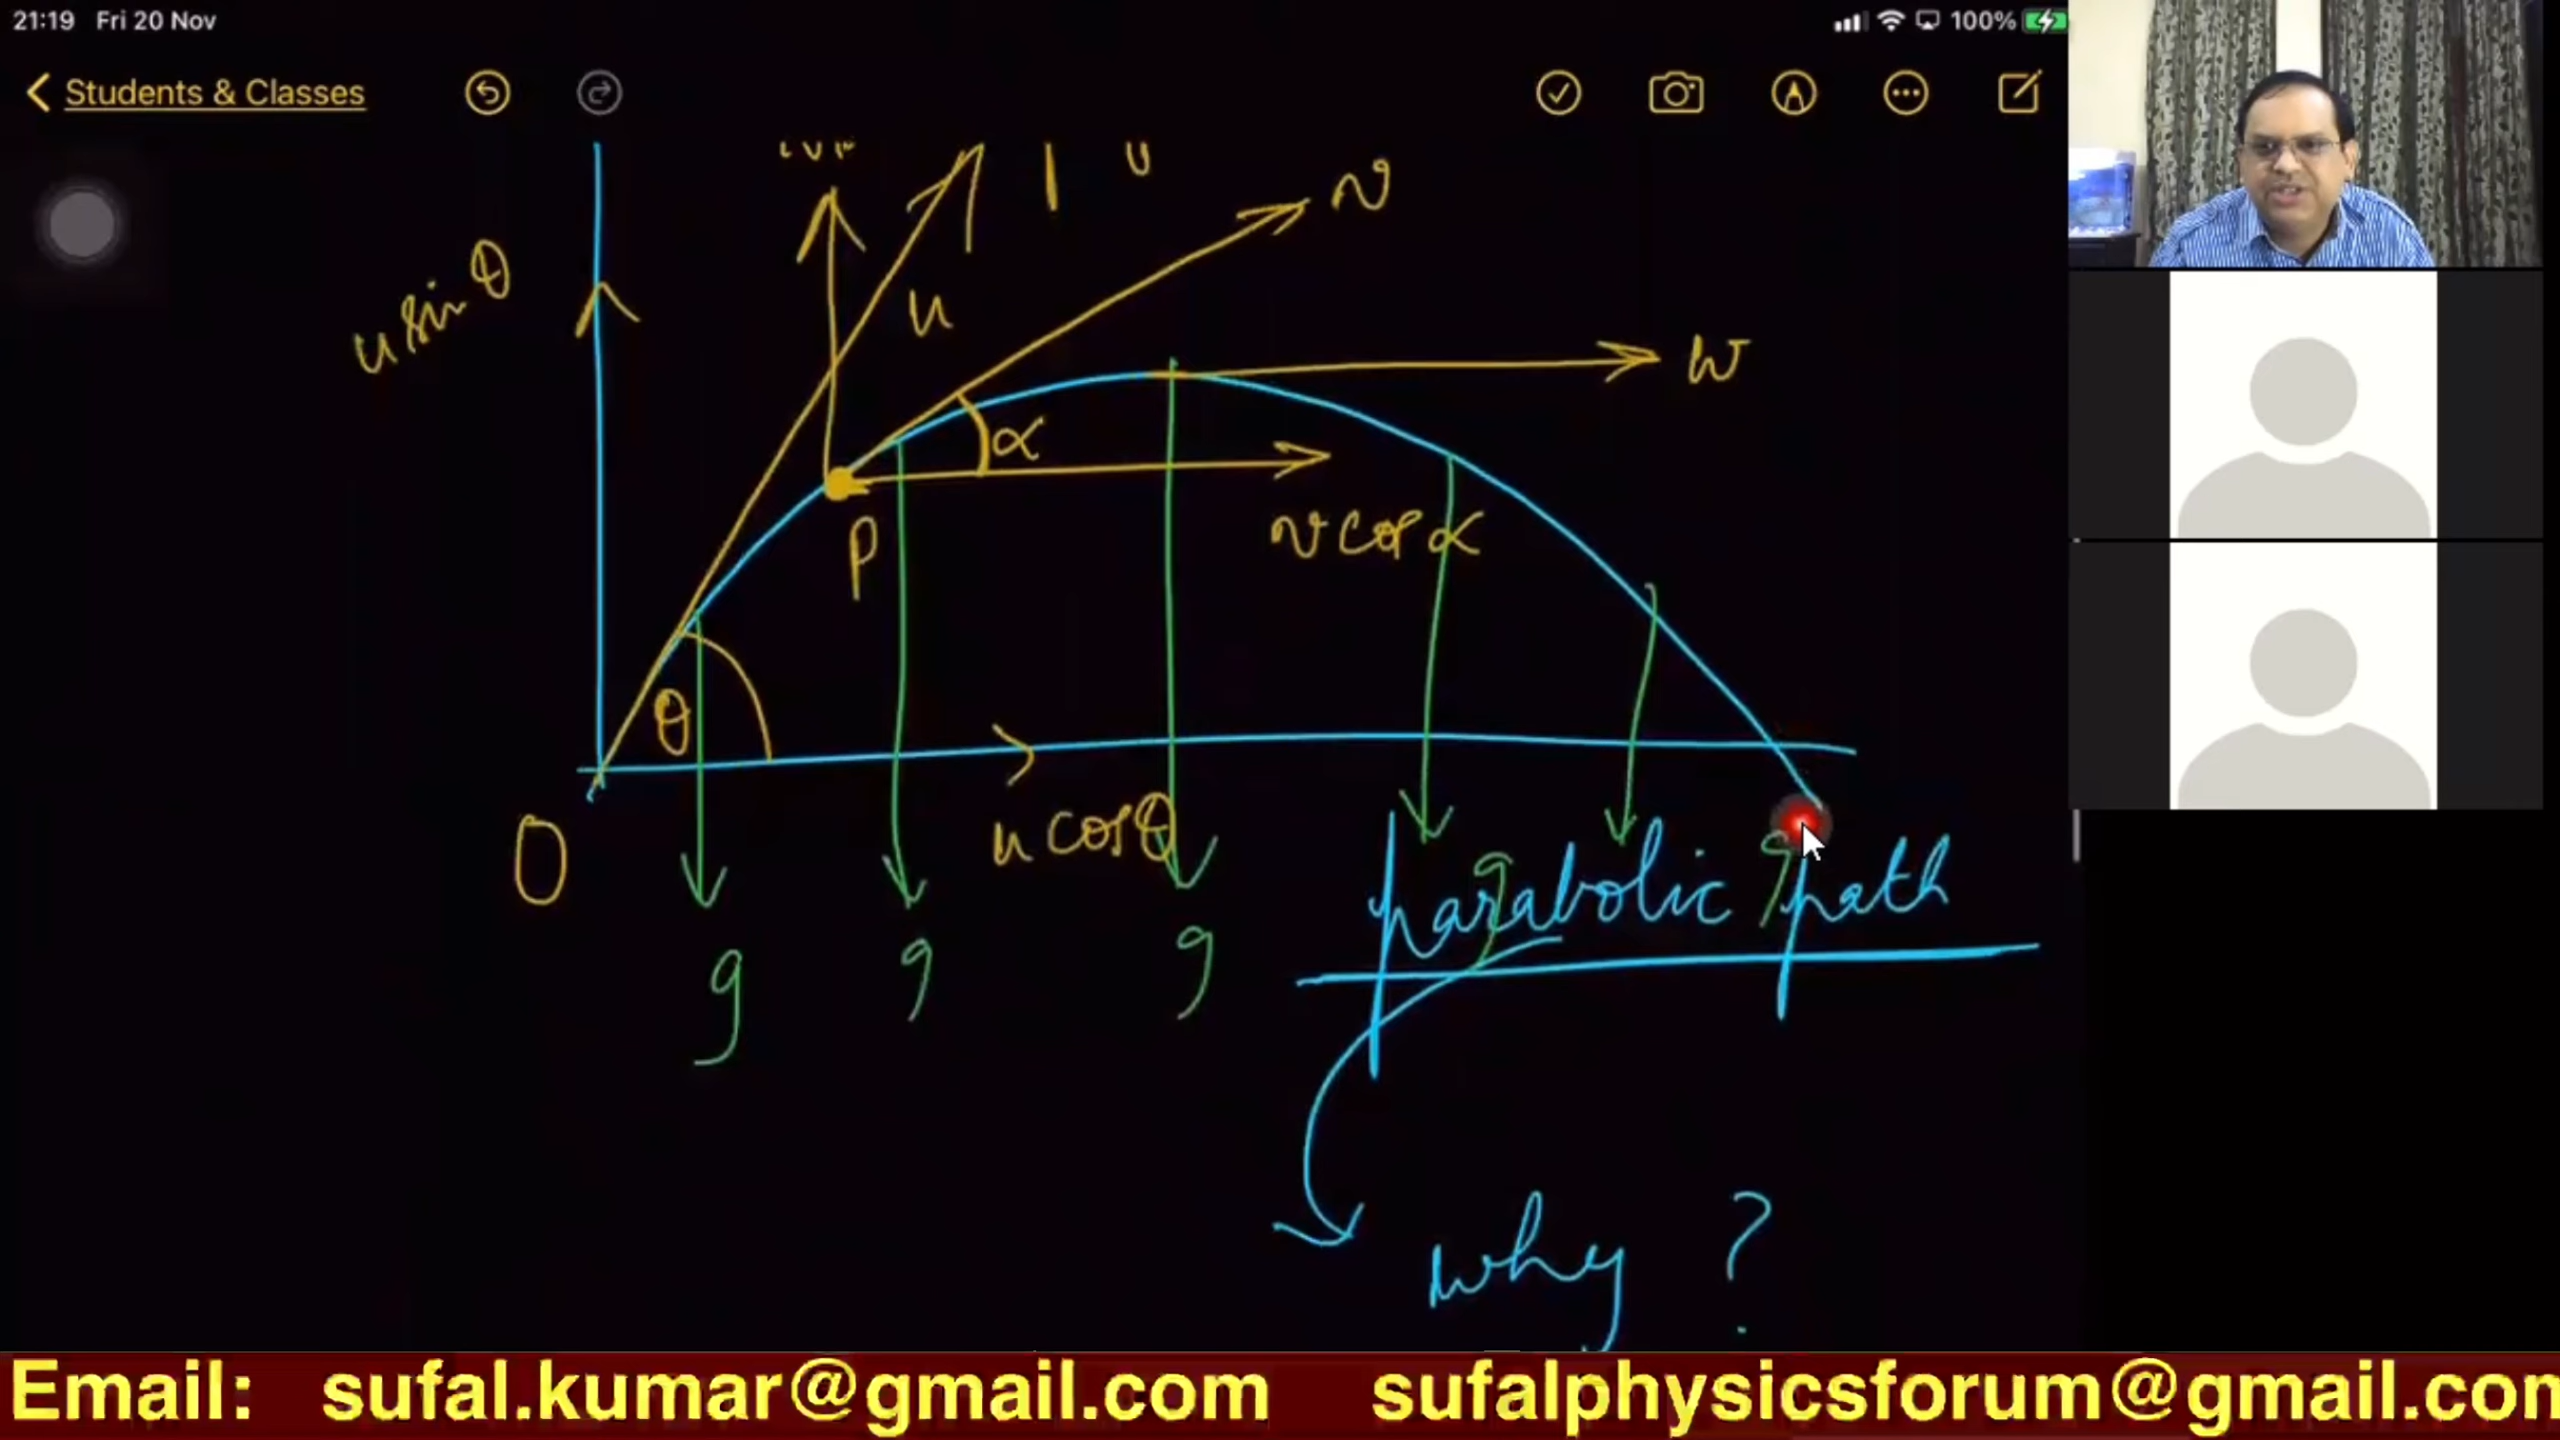 21:19 Fri 20 Nov
100%
Students & Classes
u sin θ
u
v
w
α
P
v cos α
θ
O
u cos θ
g
g
g
g
g
parabolic path
why ?
Email: sufal.kumar@gmail.com sufalphysicsforum@gmail.com